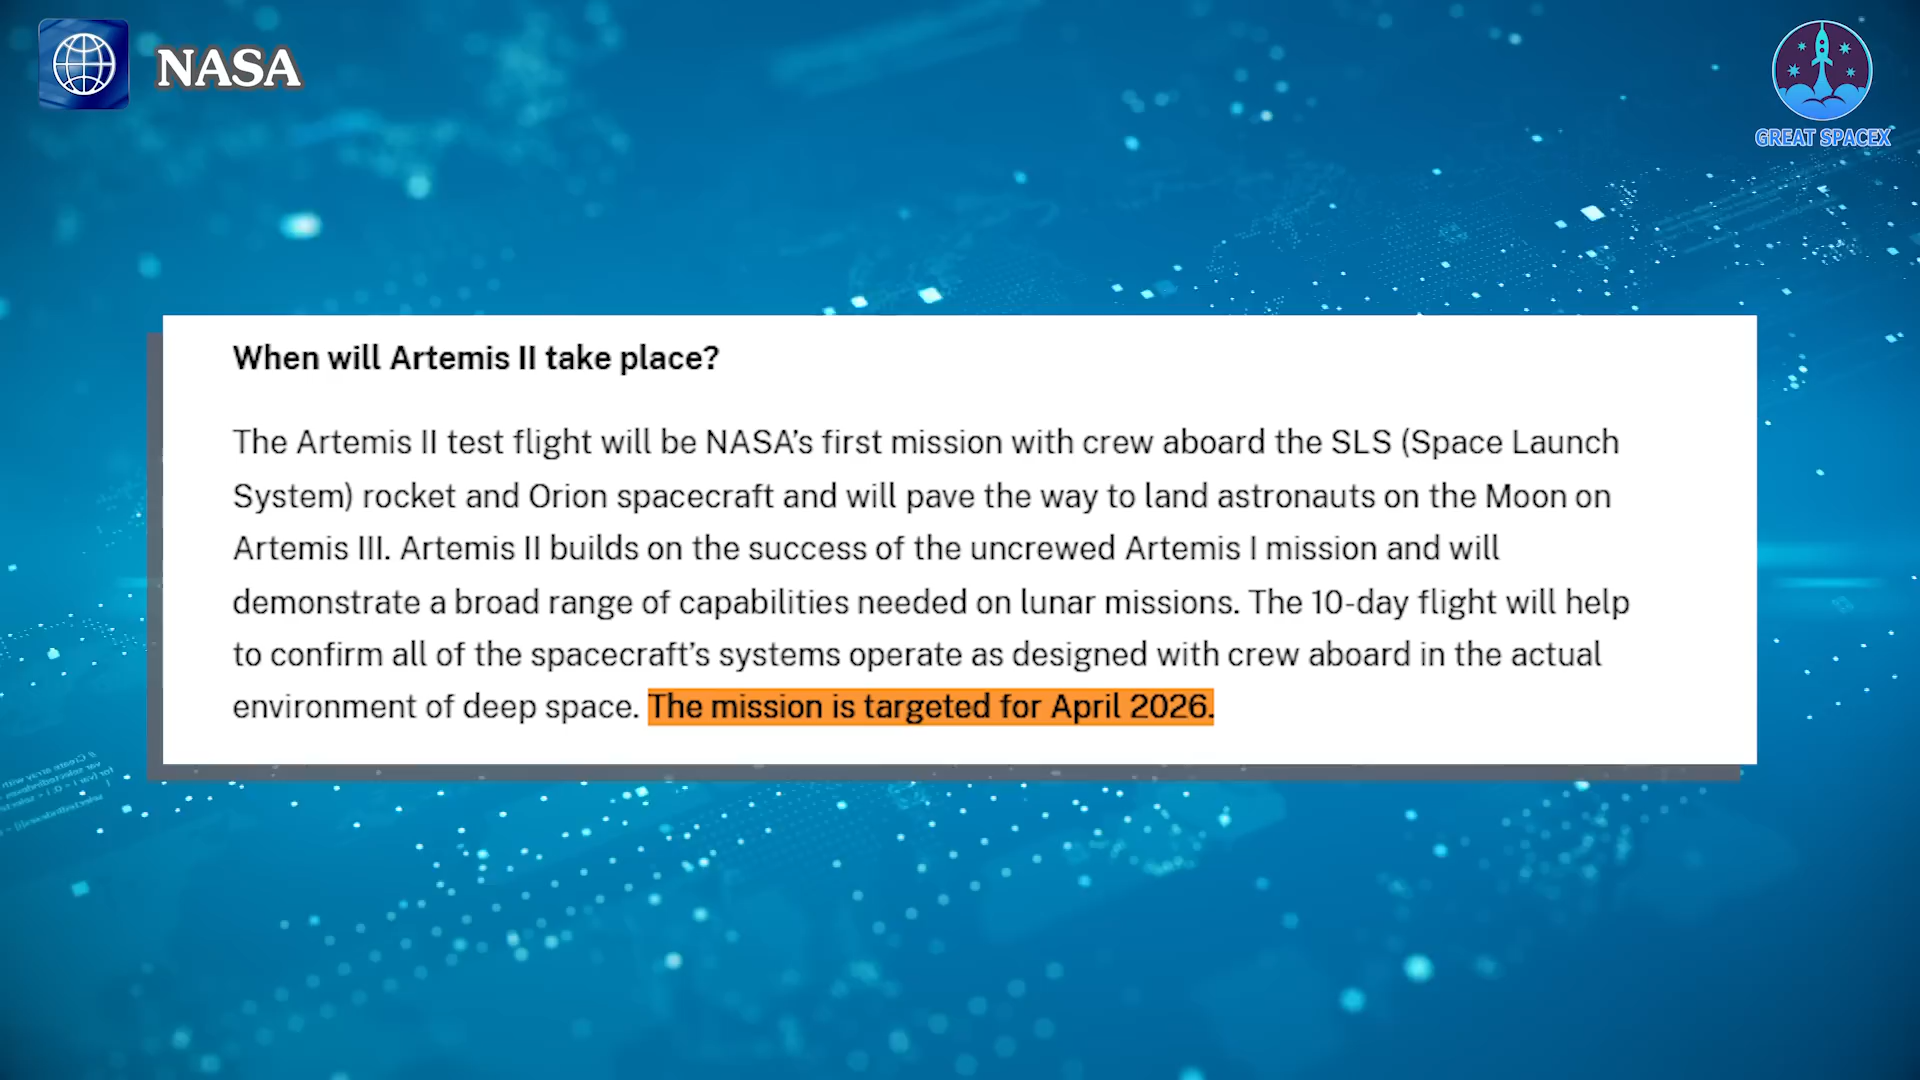 NASA
GREAT SPACEX
When will Artemis II take place?
The Artemis II test flight will be NASA’s first mission with crew aboard the SLS (Space Launch
System) rocket and Orion spacecraft and will pave the way to land astronauts on the Moon on
Artemis III. Artemis II builds on the success of the uncrewed Artemis I mission and will
demonstrate a broad range of capabilities needed on lunar missions. The 10-day flight will help
to confirm all of the spacecraft’s systems operate as designed with crew aboard in the actual
environment of deep space. The mission is targeted for April 2026.